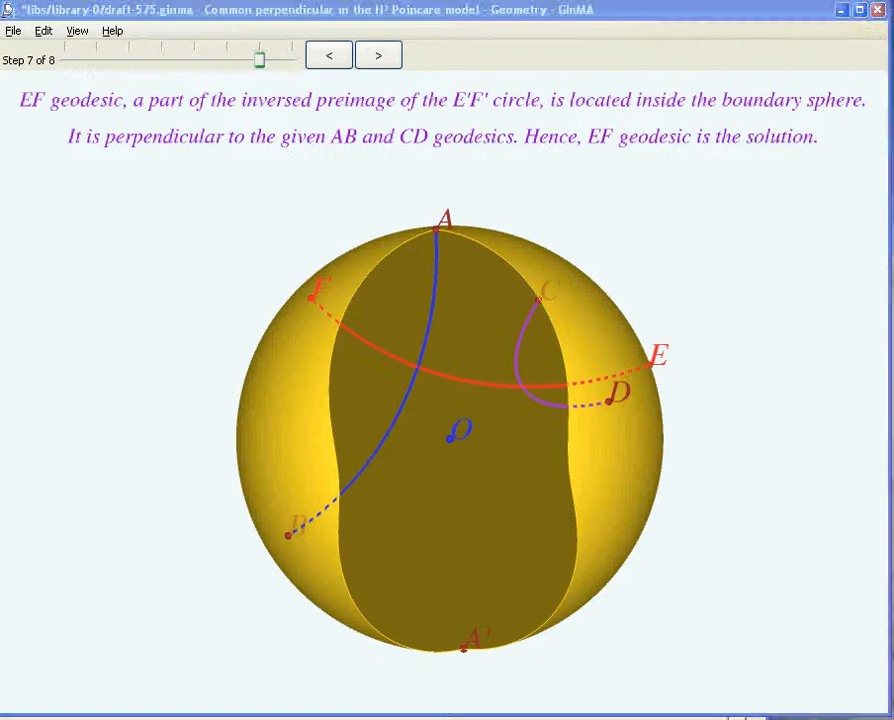 "libs/library-0/draft-575.ginma - Common perpendicular in the H³ Poincare model - Geometry - GInMA
File Edit View Help
Step 7 of 8 < >
EF geodesic, a part of the inversed preimage of the E'F' circle, is located inside the boundary sphere.
It is perpendicular to the given AB and CD geodesics. Hence, EF geodesic is the solution.
A
F
C
E
D
O
B
A'